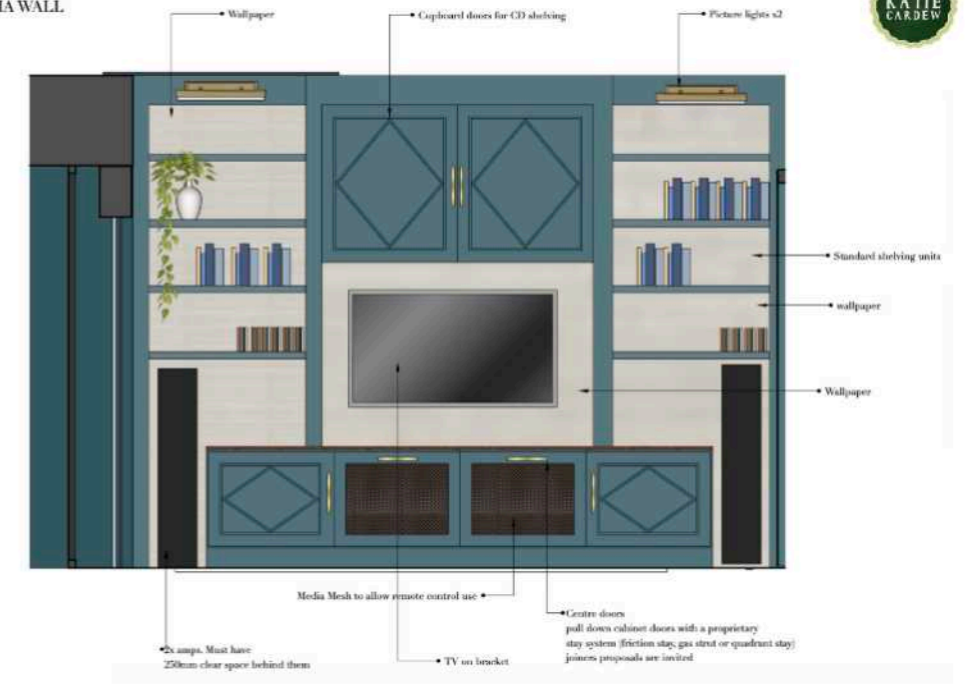 IA WALL
Wallpaper
Cupboard doors for CD shelving
Picture lights x2
KATIE
CARDEW
Standard shelving units
wallpaper
Wallpaper
Media Mesh to allow remote control use
Centre doors
pull down cabinet doors with a proprietary
stay system (friction stay, gas strut or quadrant stay)
joiners proposals are invited
2x amps. Must have
250mm clear space behind them
TV on bracket